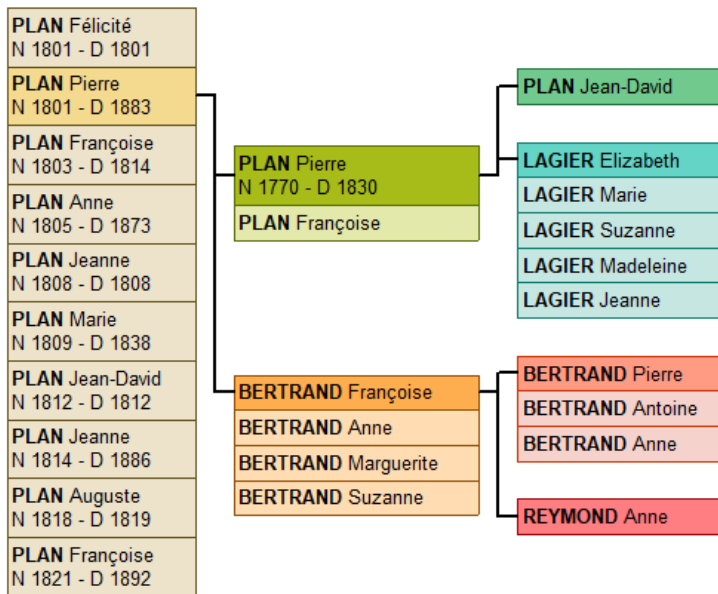 PLAN Félicité
N 1801 - D 1801
PLAN Pierre
N 1801 - D 1883
PLAN Françoise
N 1803 - D 1814
PLAN Anne
N 1805 - D 1873
PLAN Jeanne
N 1808 - D 1808
PLAN Marie
N 1809 - D 1838
PLAN Jean-David
N 1812 - D 1812
PLAN Jeanne
N 1814 - D 1886
PLAN Auguste
N 1818 - D 1819
PLAN Françoise
N 1821 - D 1892
PLAN Pierre
N 1770 - D 1830
PLAN Françoise
BERTRAND Françoise
BERTRAND Anne
BERTRAND Marguerite
BERTRAND Suzanne
PLAN Jean-David
LAGIER Elizabeth
LAGIER Marie
LAGIER Suzanne
LAGIER Madeleine
LAGIER Jeanne
BERTRAND Pierre
BERTRAND Antoine
BERTRAND Anne
REYMOND Anne